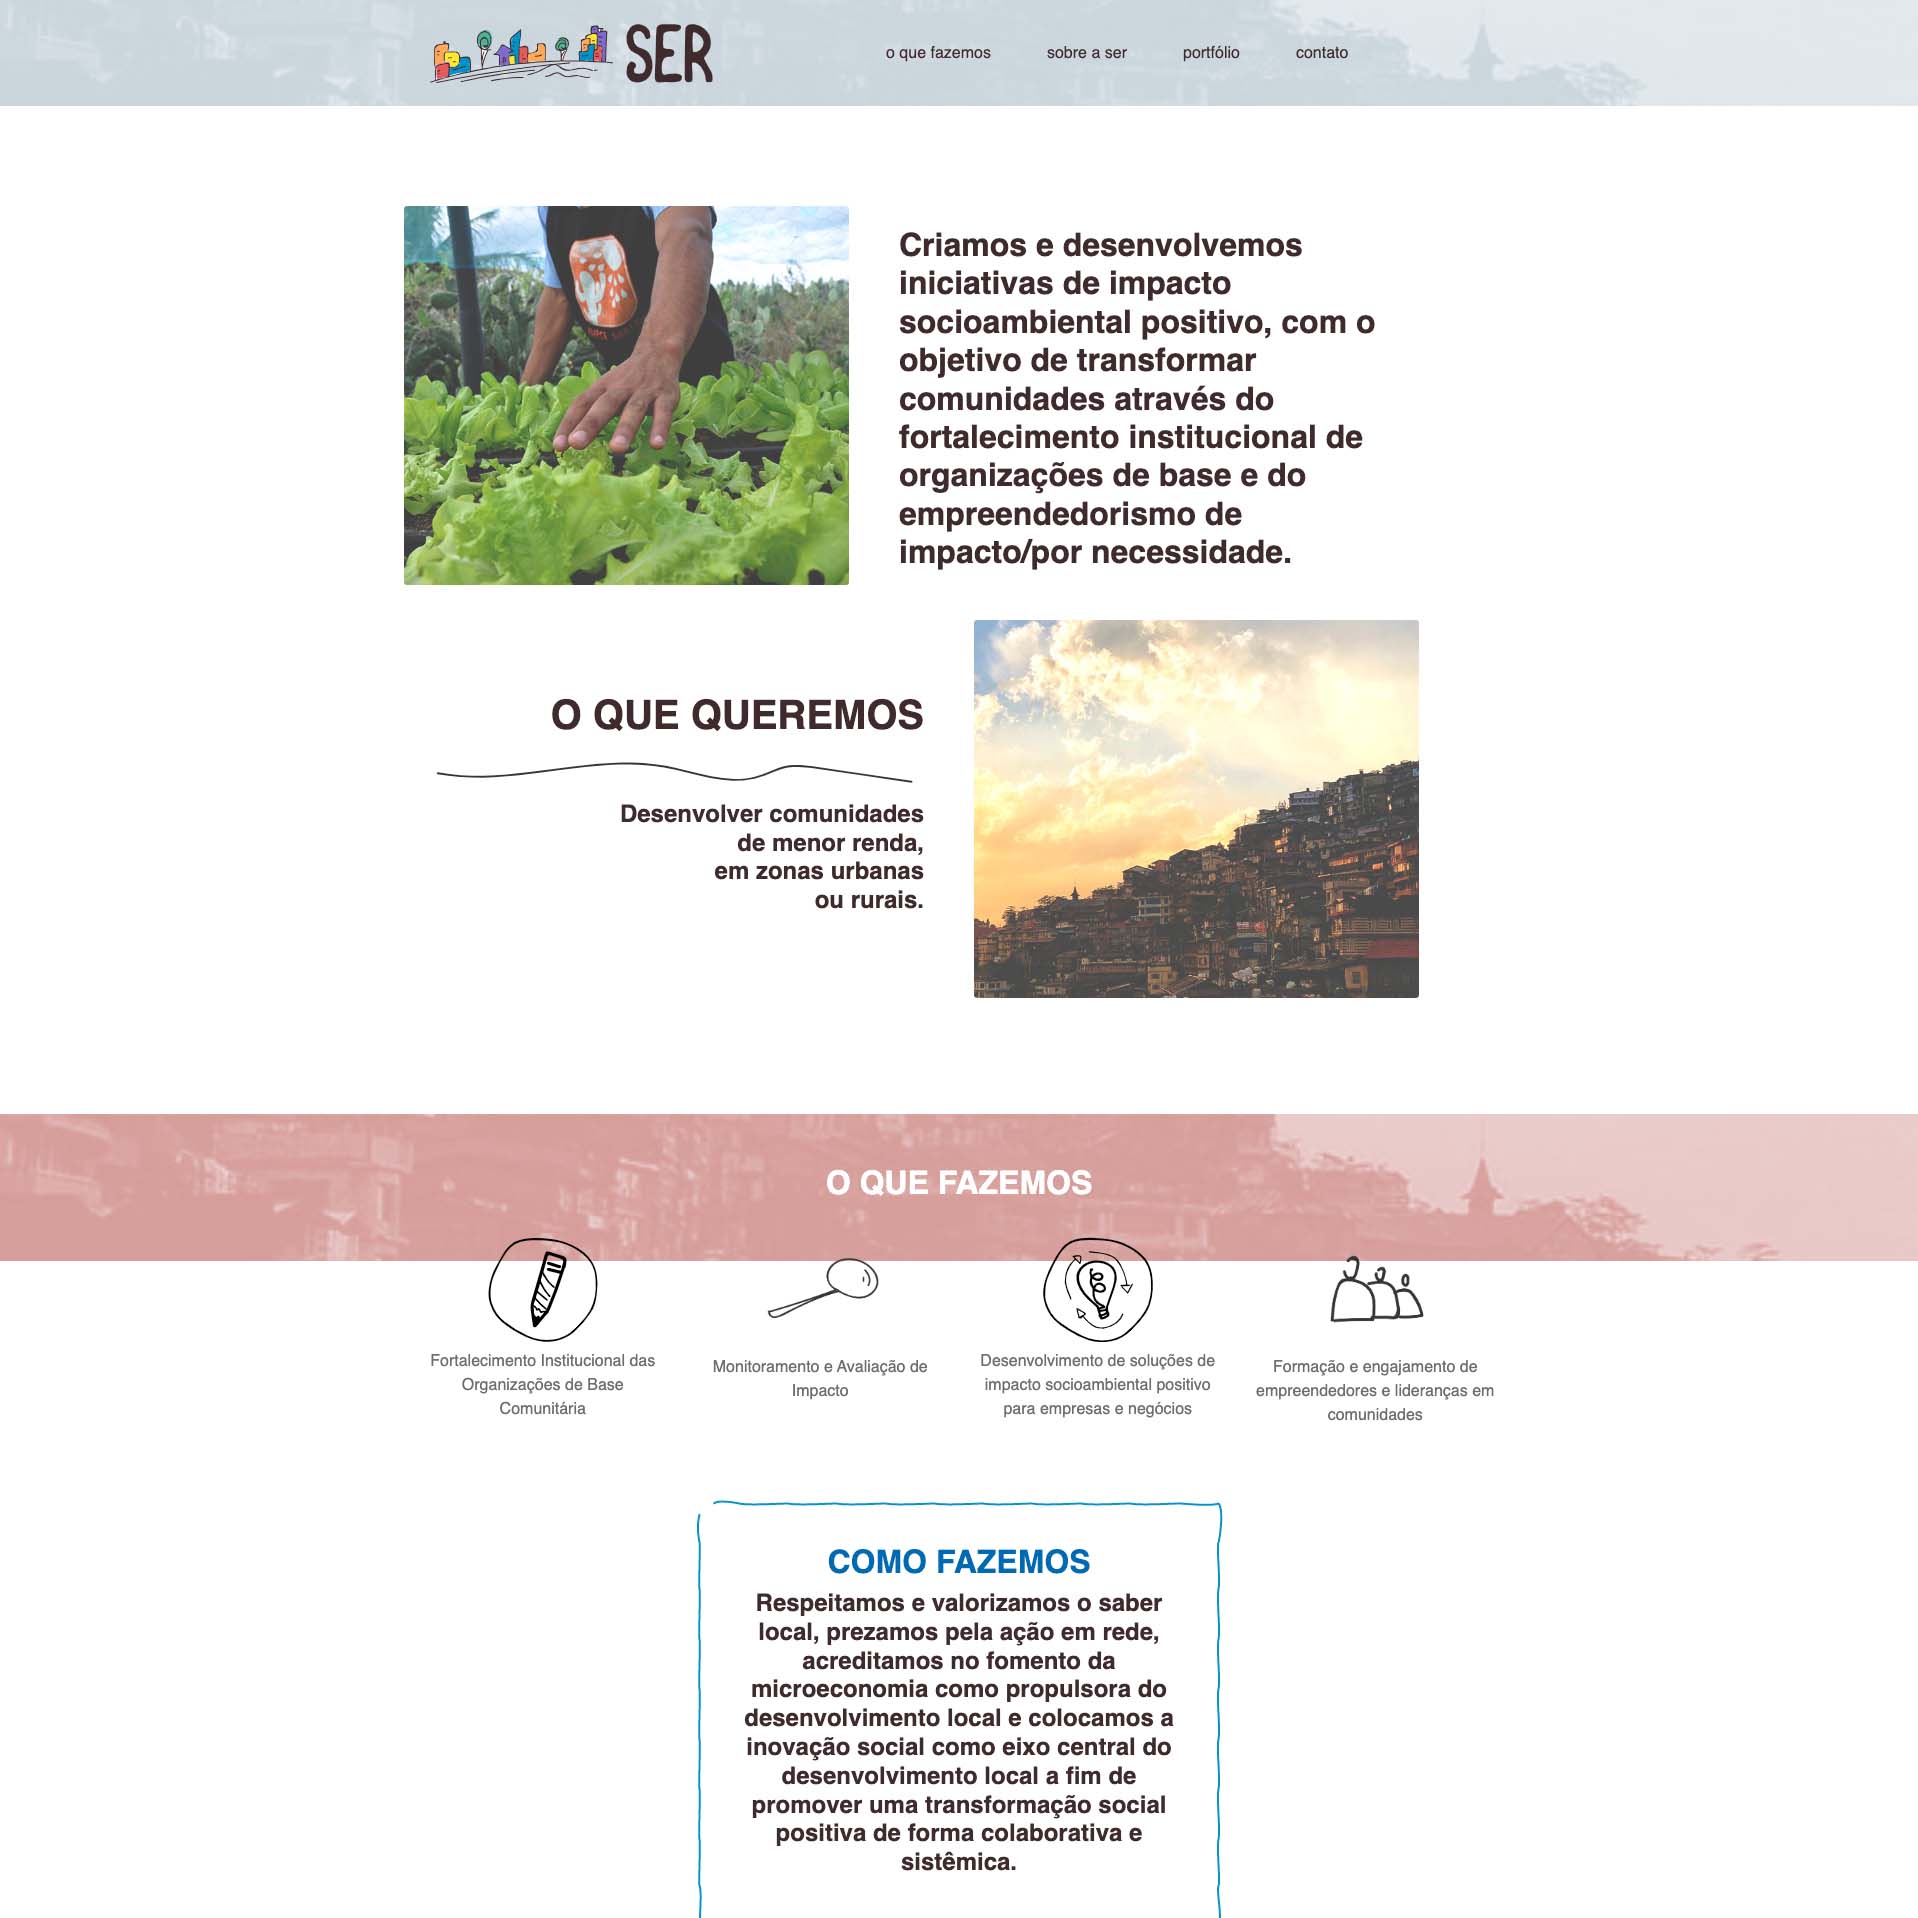 SER
o que fazemos
sobre a ser
portfólio
contato
Criamos e desenvolvemos
iniciativas de impacto
socioambiental positivo, com o
objetivo de transformar
comunidades através do
fortalecimento institucional de
organizações de base e do
empreendedorismo de
impacto/por necessidade.
O QUE QUEREMOS
Desenvolver comunidades
de menor renda,
em zonas urbanas
ou rurais.
O QUE FAZEMOS
Fortalecimento Institucional das
Organizações de Base
Comunitária
Monitoramento e Avaliação de
Impacto
Desenvolvimento de soluções de
impacto socioambiental positivo
para empresas e negócios
Formação e engajamento de
empreendedores e lideranças em
comunidades
COMO FAZEMOS
Respeitamos e valorizamos o saber
local, prezamos pela ação em rede,
acreditamos no fomento da
microeconomia como propulsora do
desenvolvimento local e colocamos a
inovação social como eixo central do
desenvolvimento local a fim de
promover uma transformação social
positiva de forma colaborativa e
sistêmica.